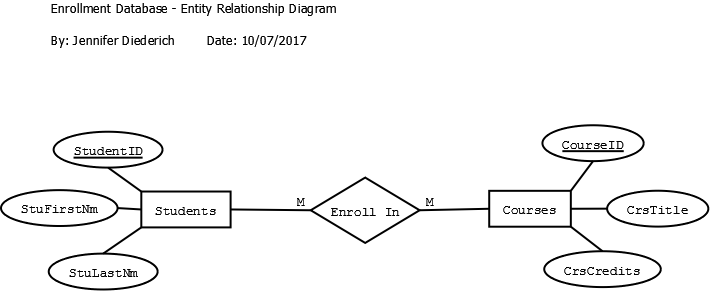 Enrollment Database - Entity Relationship Diagram
By: Jennifer Diederich Date: 10/07/2017
StudentID
CourseID
StuFirstNm
Students
M
Enroll In
M
Courses
CrsTitle
StuLastNm
CrsCredits